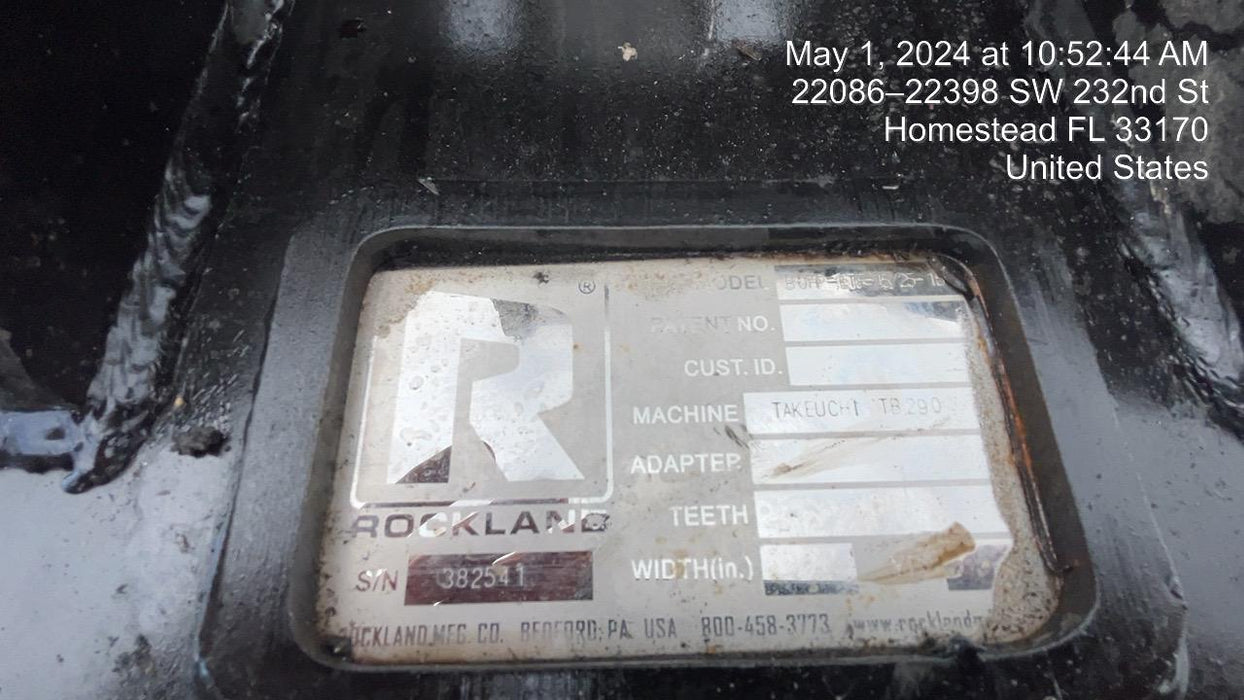 May 1, 2024 at 10:52:44 AM
22086–22398 SW 232nd St
Homestead FL 33170
United States
®
MODEL
PATENT NO.
CUST. ID.
MACHINE TAKEUCHI TB290
ADAPTER
TEETH
WIDTH(in.)
ROCKLAND
S/N 382541
ROCKLAND MFG. CO. BEDFORD, PA USA 800-458-3773